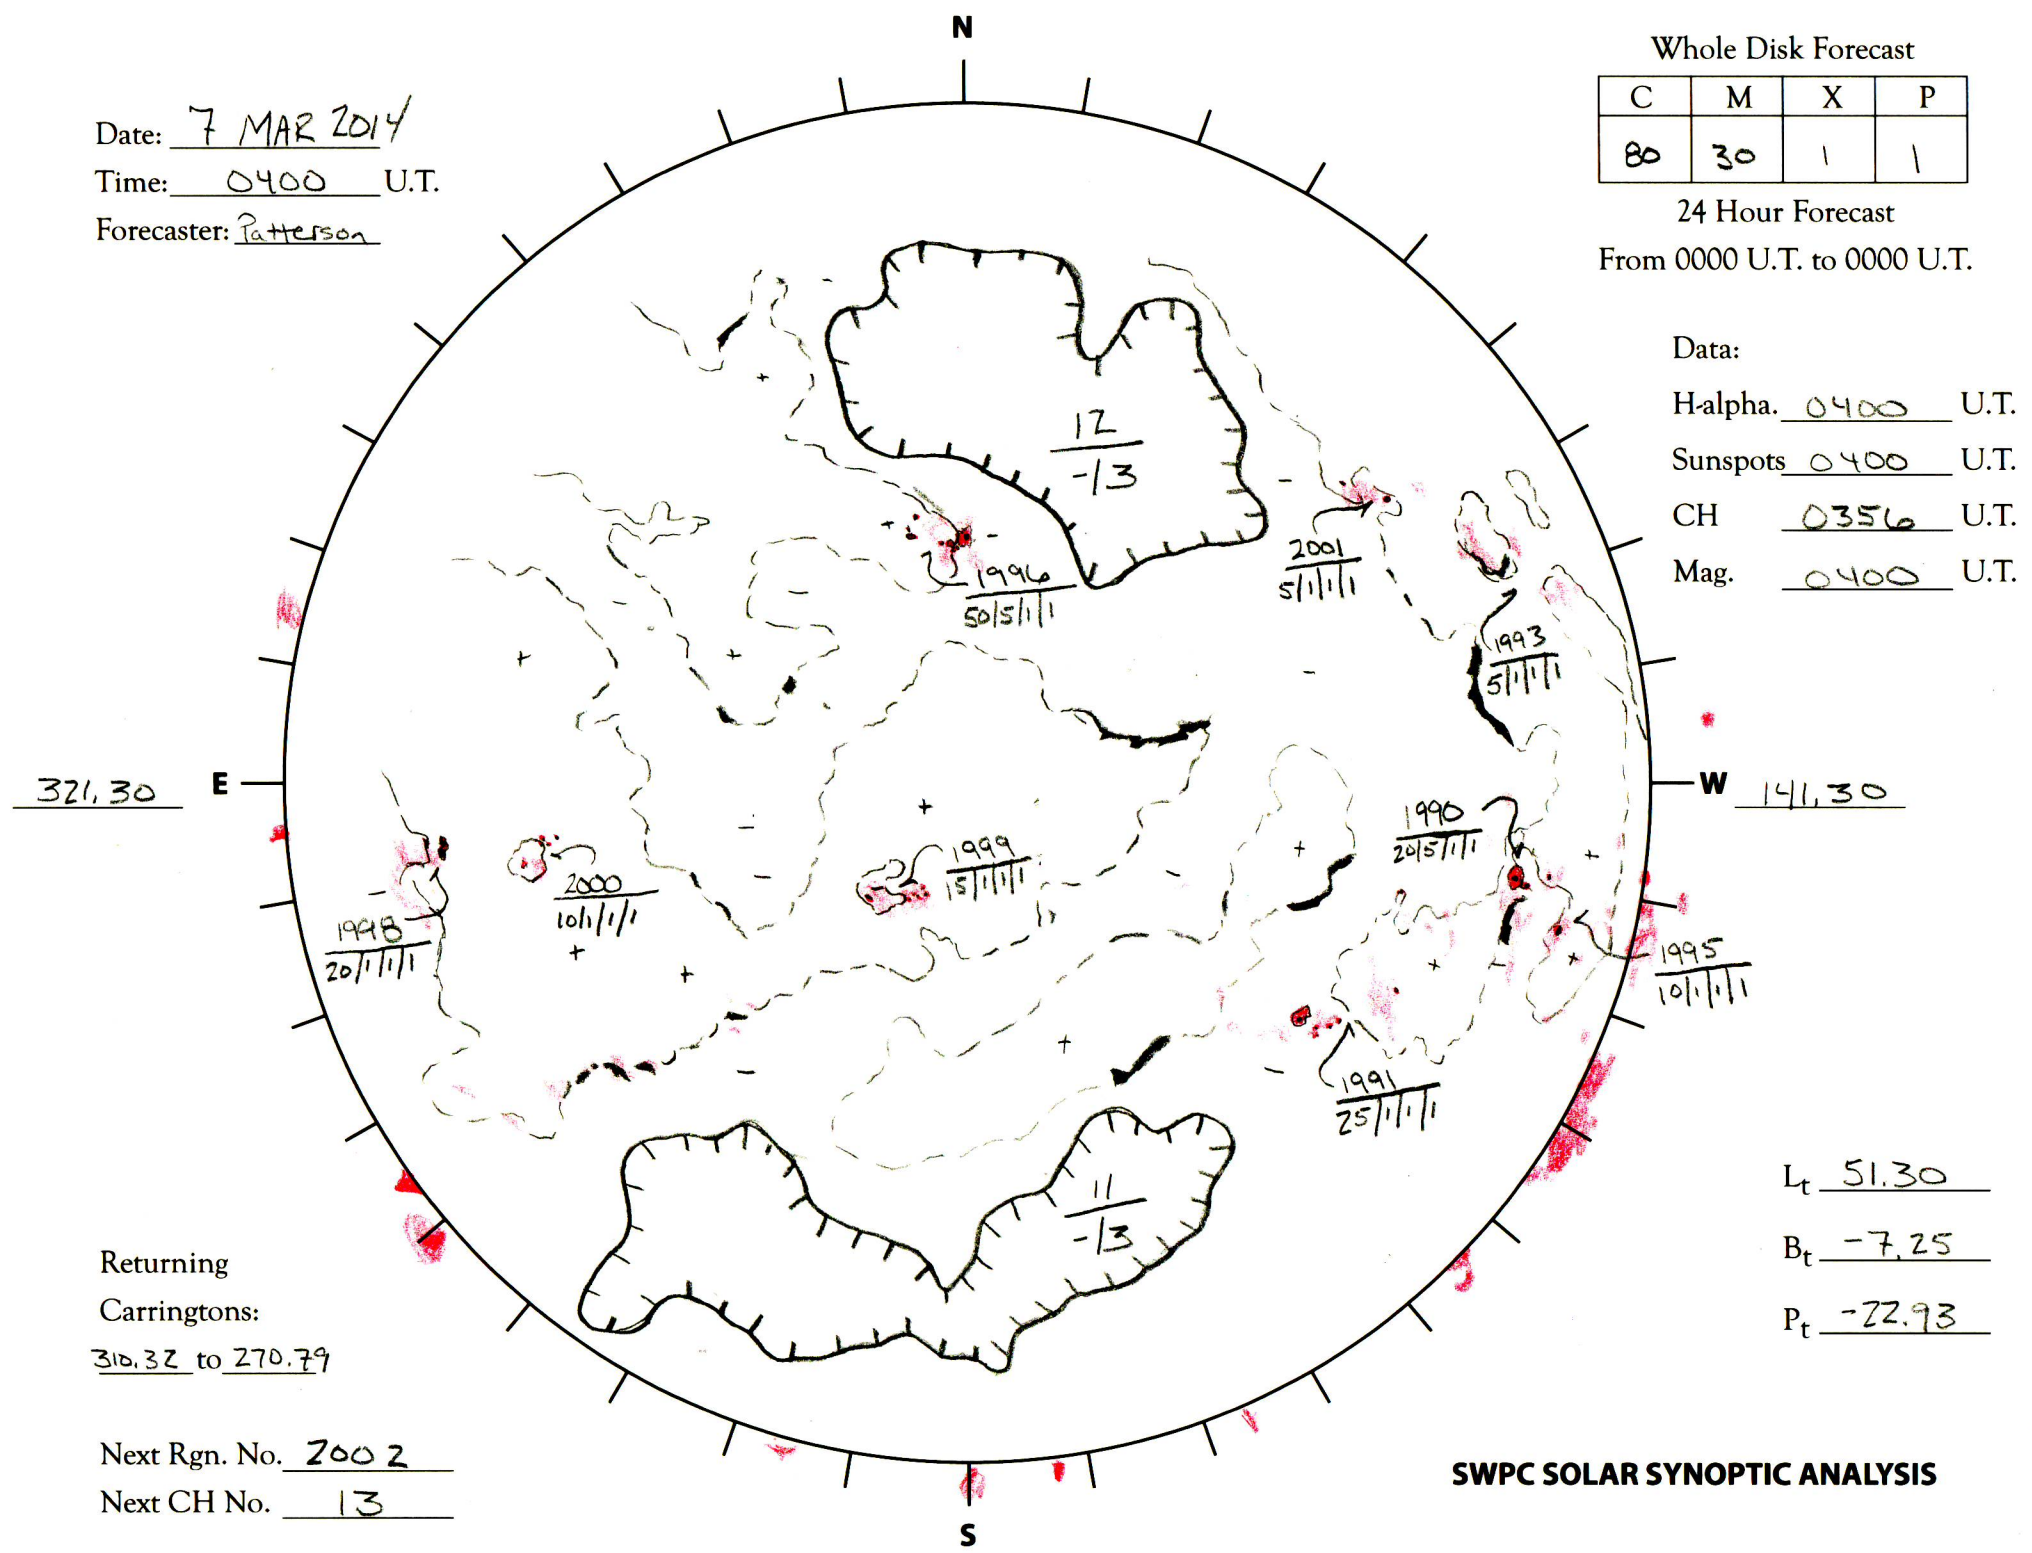 N
Date: 7 MAR 2014
Time: 0400 U.T.
Forecaster: Patterson
Whole Disk Forecast
C M X P
80 30 1 1
24 Hour Forecast
From 0000 U.T. to 0000 U.T.
Data:
H-alpha. 0400 U.T.
Sunspots 0400 U.T.
CH 0356 U.T.
Mag. 0400 U.T.
12
-13
1996
50/5/1/1
2001
5/1/1/1
1993
5/1/1/1
321.30 E
W 141.30
1990
20/5/1/1
1999
15/1/1/1
2000
10/1/1/1
1998
20/1/1/1
1995
10/1/1/1
1991
25/1/1/1
11
-13
Lt 51.30
Bt -7.25
Pt -22.93
Returning
Carringtons:
310.32 to 270.79
Next Rgn. No. 2002
Next CH No. 13
SWPC SOLAR SYNOPTIC ANALYSIS
S